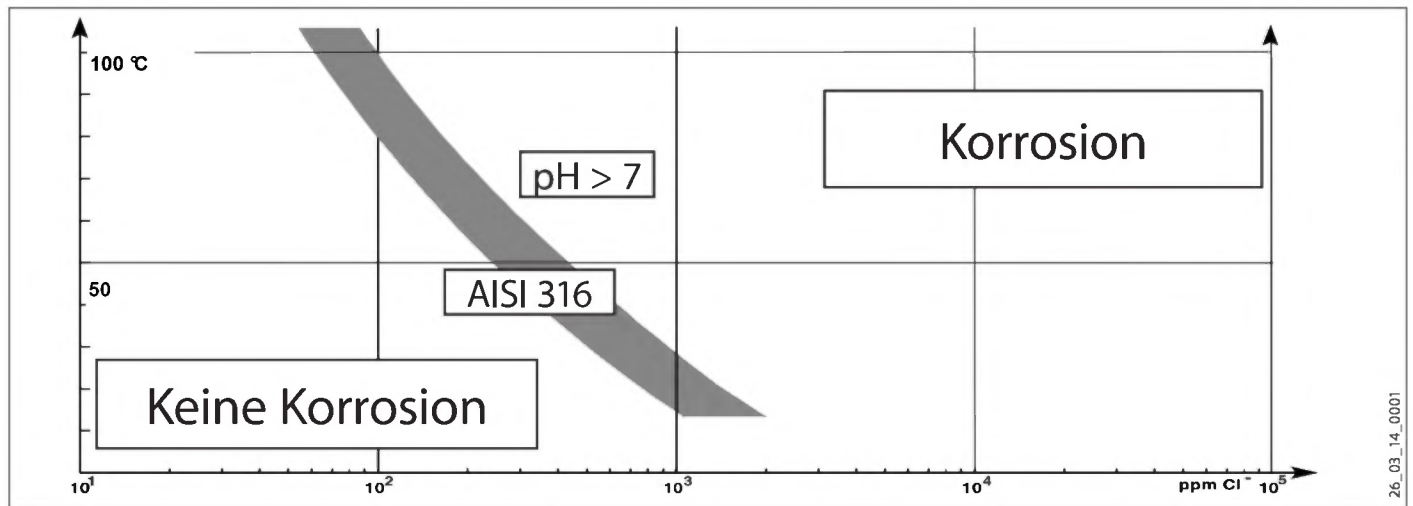 100 °C
Korrosion
pH > 7
50
AISI 316
Keine Korrosion
10¹ 10² 10³ 10⁴ ppm Cl⁻ 10⁵
26_03_14_0001